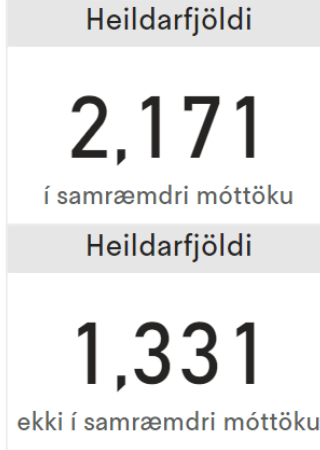 Heildarfjöldi
2,171
í samræmdri móttöku
Heildarfjöldi
1,331
ekki í samræmdri móttöku